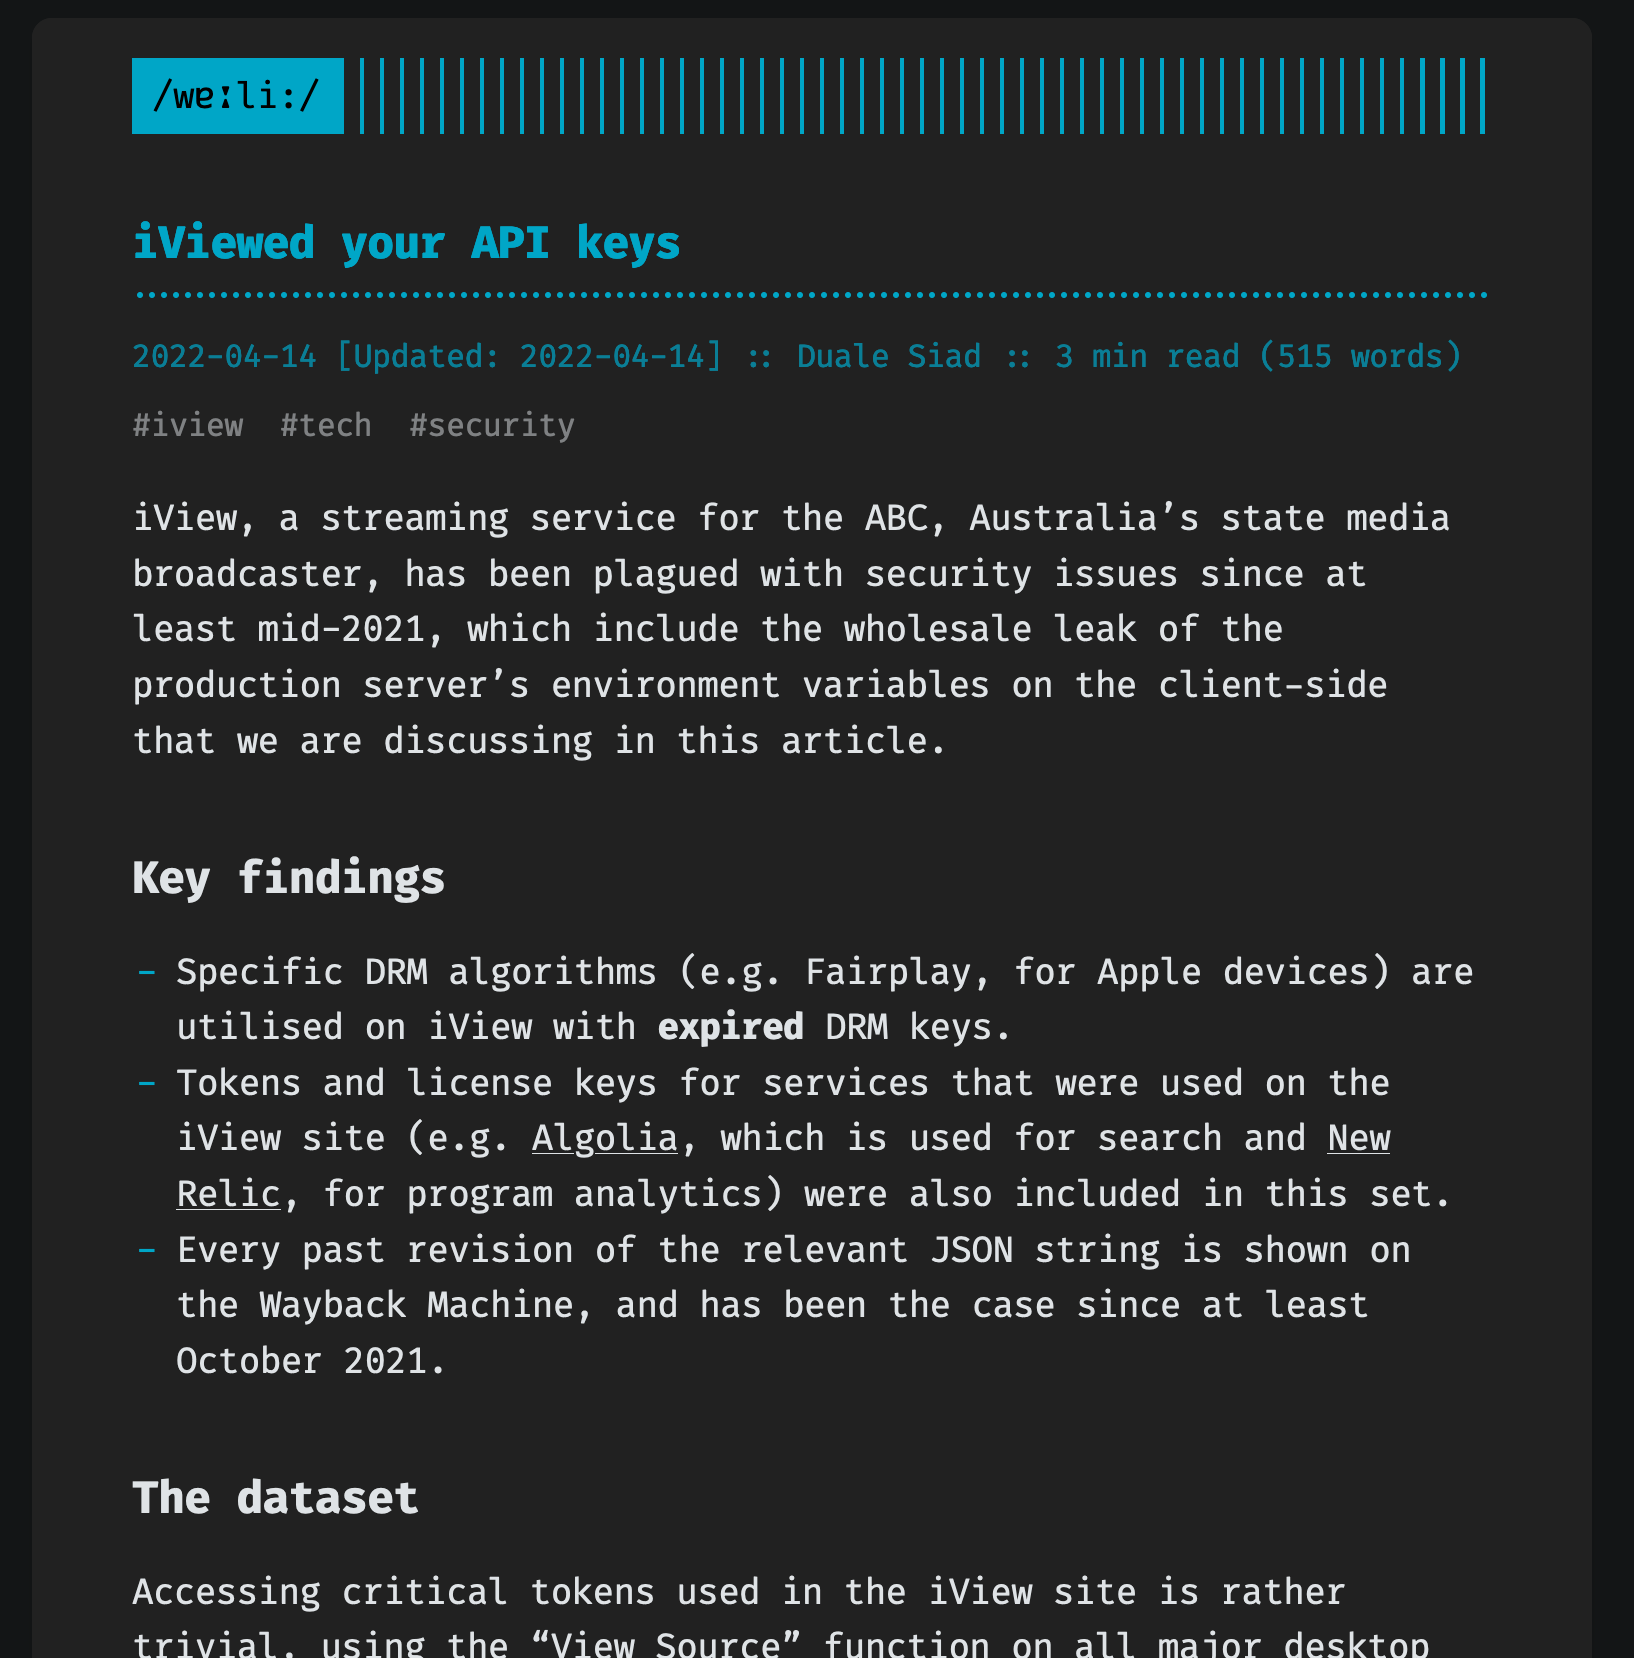 /wɐːli:/
iViewed your API keys
2022-04-14 [Updated: 2022-04-14] :: Duale Siad :: 3 min read (515 words)
#iview #tech #security
iView, a streaming service for the ABC, Australia’s state media
broadcaster, has been plagued with security issues since at
least mid-2021, which include the wholesale leak of the
production server’s environment variables on the client-side
that we are discussing in this article.
Key findings
- Specific DRM algorithms (e.g. Fairplay, for Apple devices) are
utilised on iView with expired DRM keys.
- Tokens and license keys for services that were used on the
iView site (e.g. Algolia, which is used for search and New
Relic, for program analytics) were also included in this set.
- Every past revision of the relevant JSON string is shown on
the Wayback Machine, and has been the case since at least
October 2021.
The dataset
Accessing critical tokens used in the iView site is rather
trivial, using the “View Source” function on all major desktop